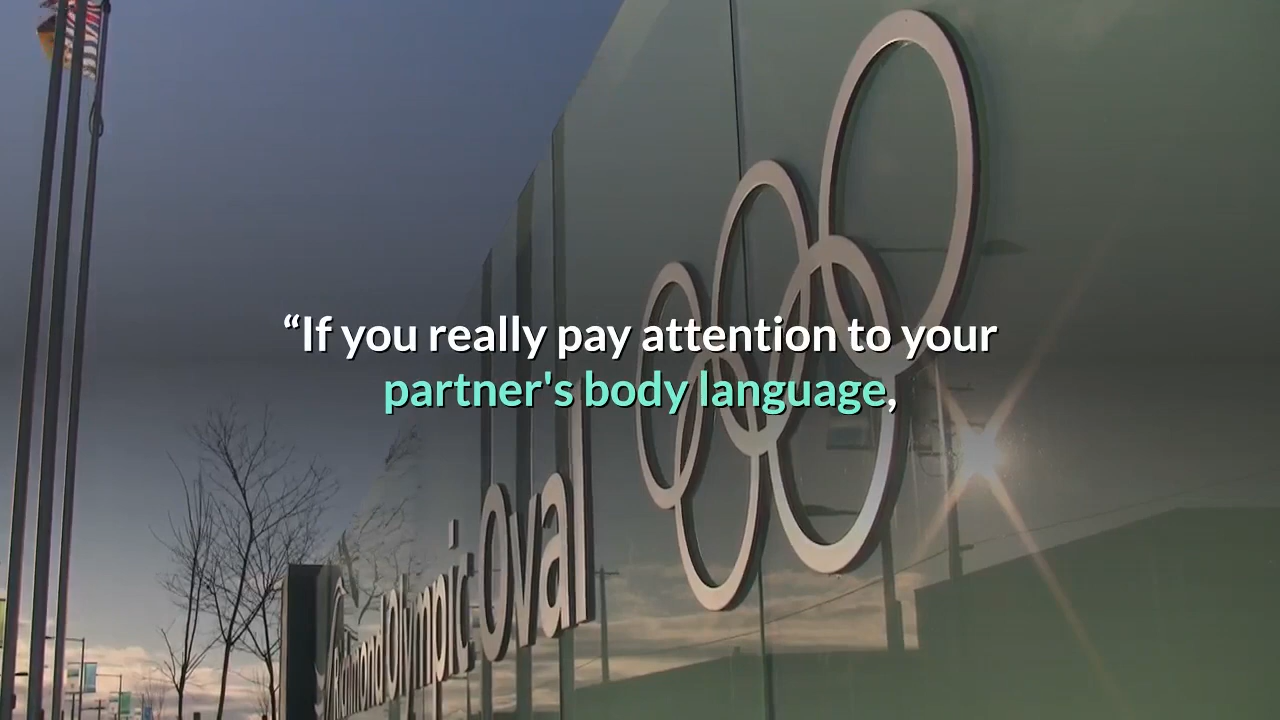 “If you really pay attention to your
partner's body language,
Richmond Olympic Oval